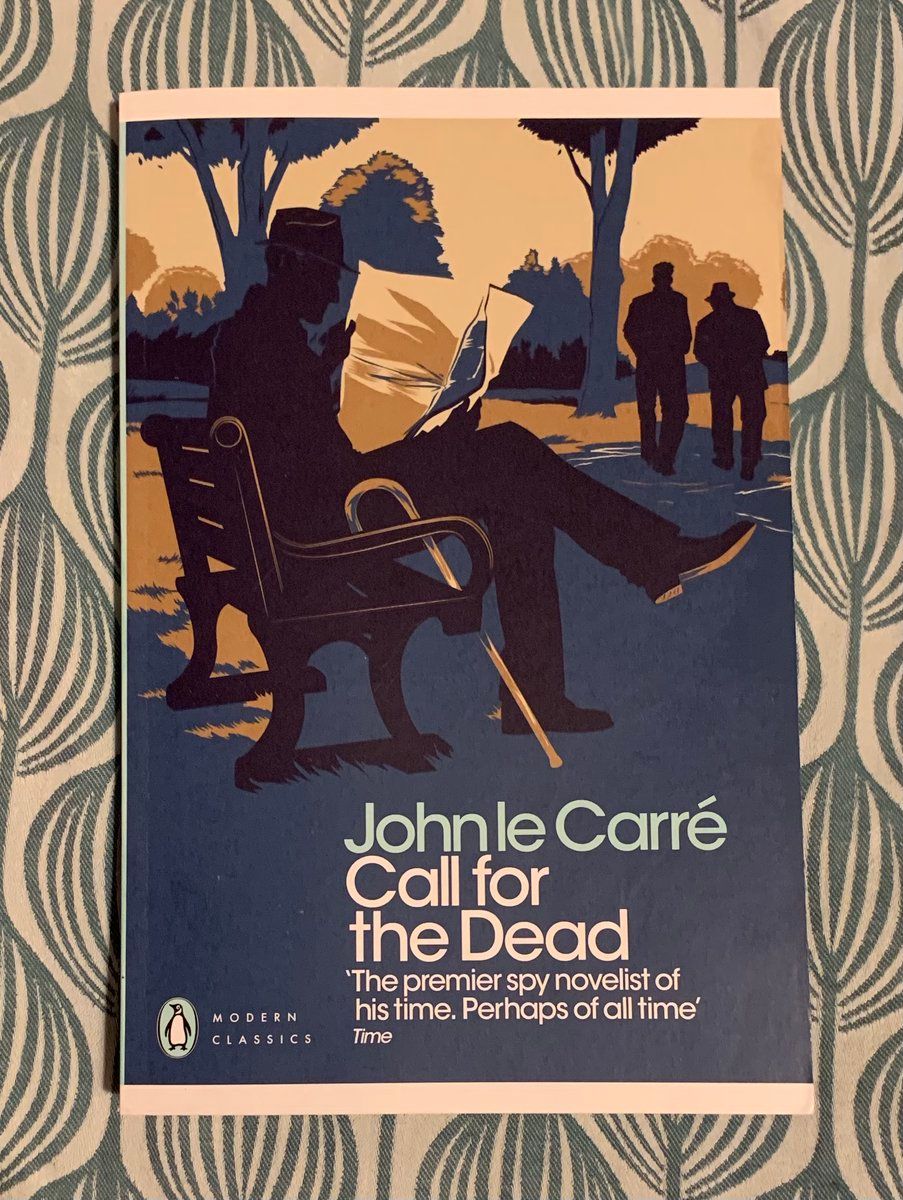 John le Carré
Call for
the Dead
‘The premier spy novelist of
his time. Perhaps of all time’
Time
MODERN
CLASSICS